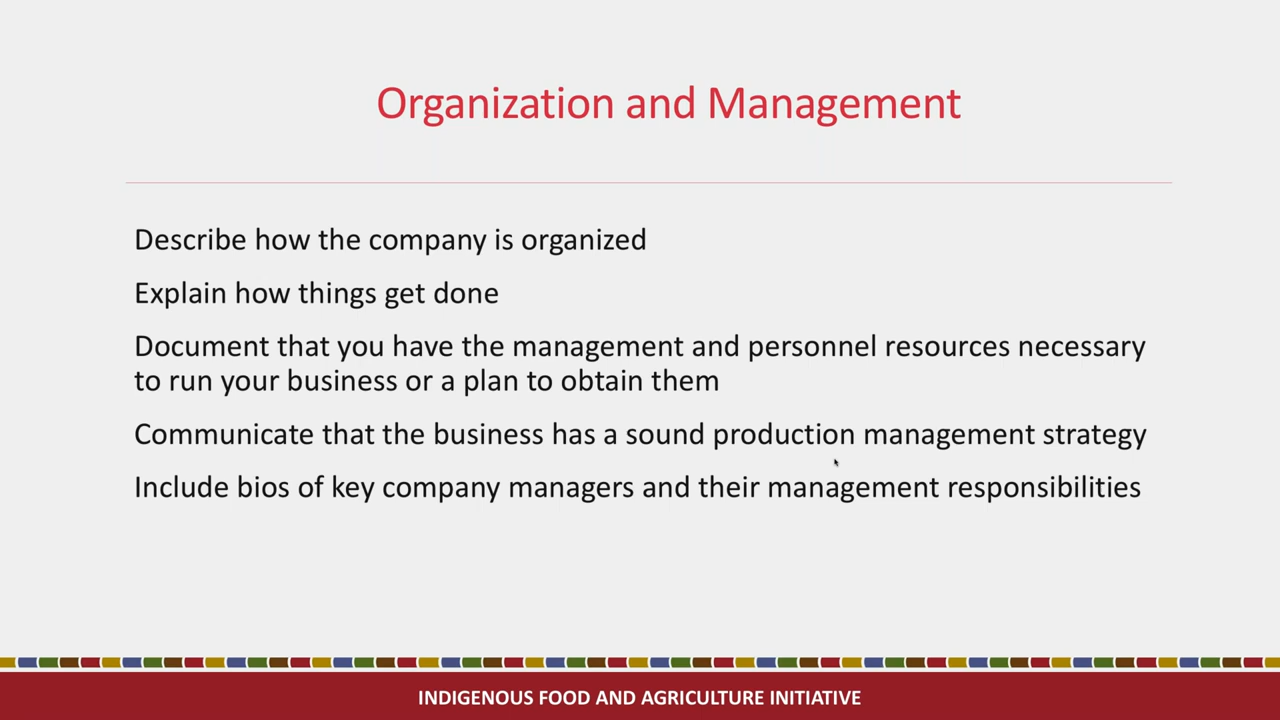 Organization and Management
Describe how the company is organized
Explain how things get done
Document that you have the management and personnel resources necessary
to run your business or a plan to obtain them
Communicate that the business has a sound production management strategy
Include bios of key company managers and their management responsibilities
INDIGENOUS FOOD AND AGRICULTURE INITIATIVE